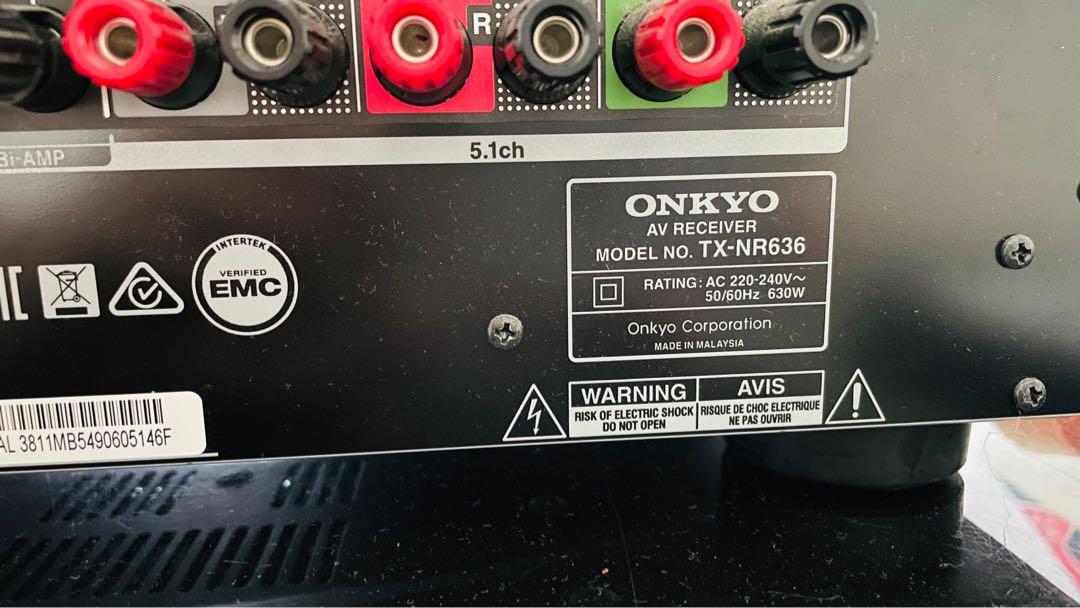 R
Bi-AMP
5.1ch
ONKYO
AV RECEIVER
MODEL NO. TX-NR636
RATING: AC 220-240V~
50/60Hz 630W
Onkyo Corporation
MADE IN MALAYSIA
INTERTEK
VERIFIED
EMC
WARNING
RISK OF ELECTRIC SHOCK
DO NOT OPEN
AVIS
RISQUE DE CHOC ELECTRIQUE
NE PAS OUVRIR
AL 3811MB5490605146F